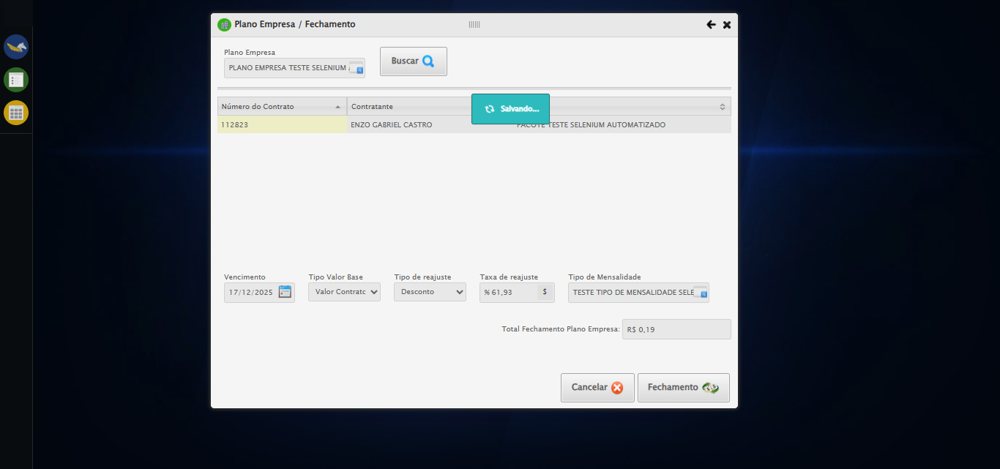 Plano Empresa / Fechamento
Plano Empresa
PLANO EMPRESA TESTE SELENIUM
Buscar
Número do Contrato
Contratante
Salvando...
112823
ENZO GABRIEL CASTRO
PACOTE TESTE SELENIUM AUTOMATIZADO
Vencimento
Tipo Valor Base
Tipo de reajuste
Taxa de reajuste
Tipo de Mensalidade
17/12/2025
Valor Contrato
Desconto
% 61,93
$
TESTE TIPO DE MENSALIDADE SELE
Total Fechamento Plano Empresa:
R$ 0,19
Cancelar
Fechamento